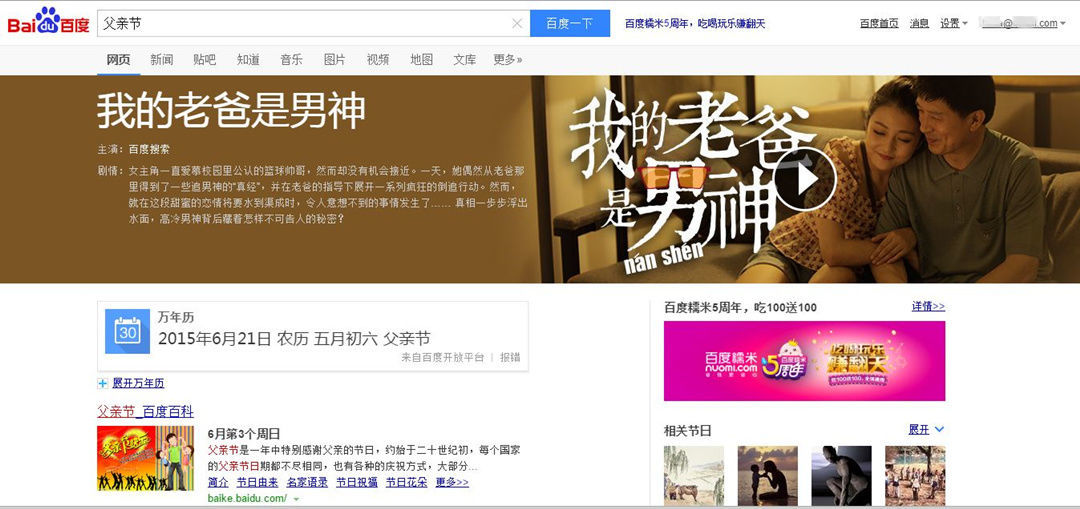 Bai du 百度
父亲节
百度一下
百度糯米5周年，吃喝玩乐赚翻天
百度首页 消息 设置
.com
网页 新闻 贴吧 知道 音乐 图片 视频 地图 文库 更多»
我的老爸是男神
主演：百度搜索
剧情：女主角一直爱慕校园里公认的篮球帅哥，然而却没有机会接近。一天，她偶然从老爸那
里得到了一些追男神的“真经”，并在老爸的指导下展开一系列疯狂的倒追行动。然而，
就在这段甜蜜的恋情将要水到渠成时，令人意想不到的事情发生了…… 真相一步步浮出
水面，高冷男神背后藏着怎样不可告人的秘密？
我的老爸
是男神
nán shén
30
万年历
2015年6月21日 农历 五月初六 父亲节
来自百度开放平台 | 报错
展开万年历
父亲节_百度百科
6月第3个周日
父亲节是一年中特别感谢父亲的节日，约始于二十世纪初，每个国家
的父亲节日期都不尽相同，也有各种的庆祝方式，大部分...
简介 节日由来 名家语录 节日祝福 节日花朵 更多>>
baike.baidu.com/
百度糯米5周年，吃100送100
详情>>
百度糯米
nuomi.com
百度糯米
5周年
吃喝玩乐
赚翻天
相关节日
展开